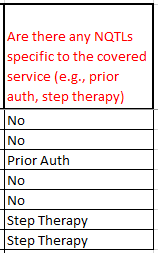 Are there any NQTLs
specific to the covered
service (e.g., prior
auth, step therapy)
No
No
Prior Auth
No
No
Step Therapy
Step Therapy